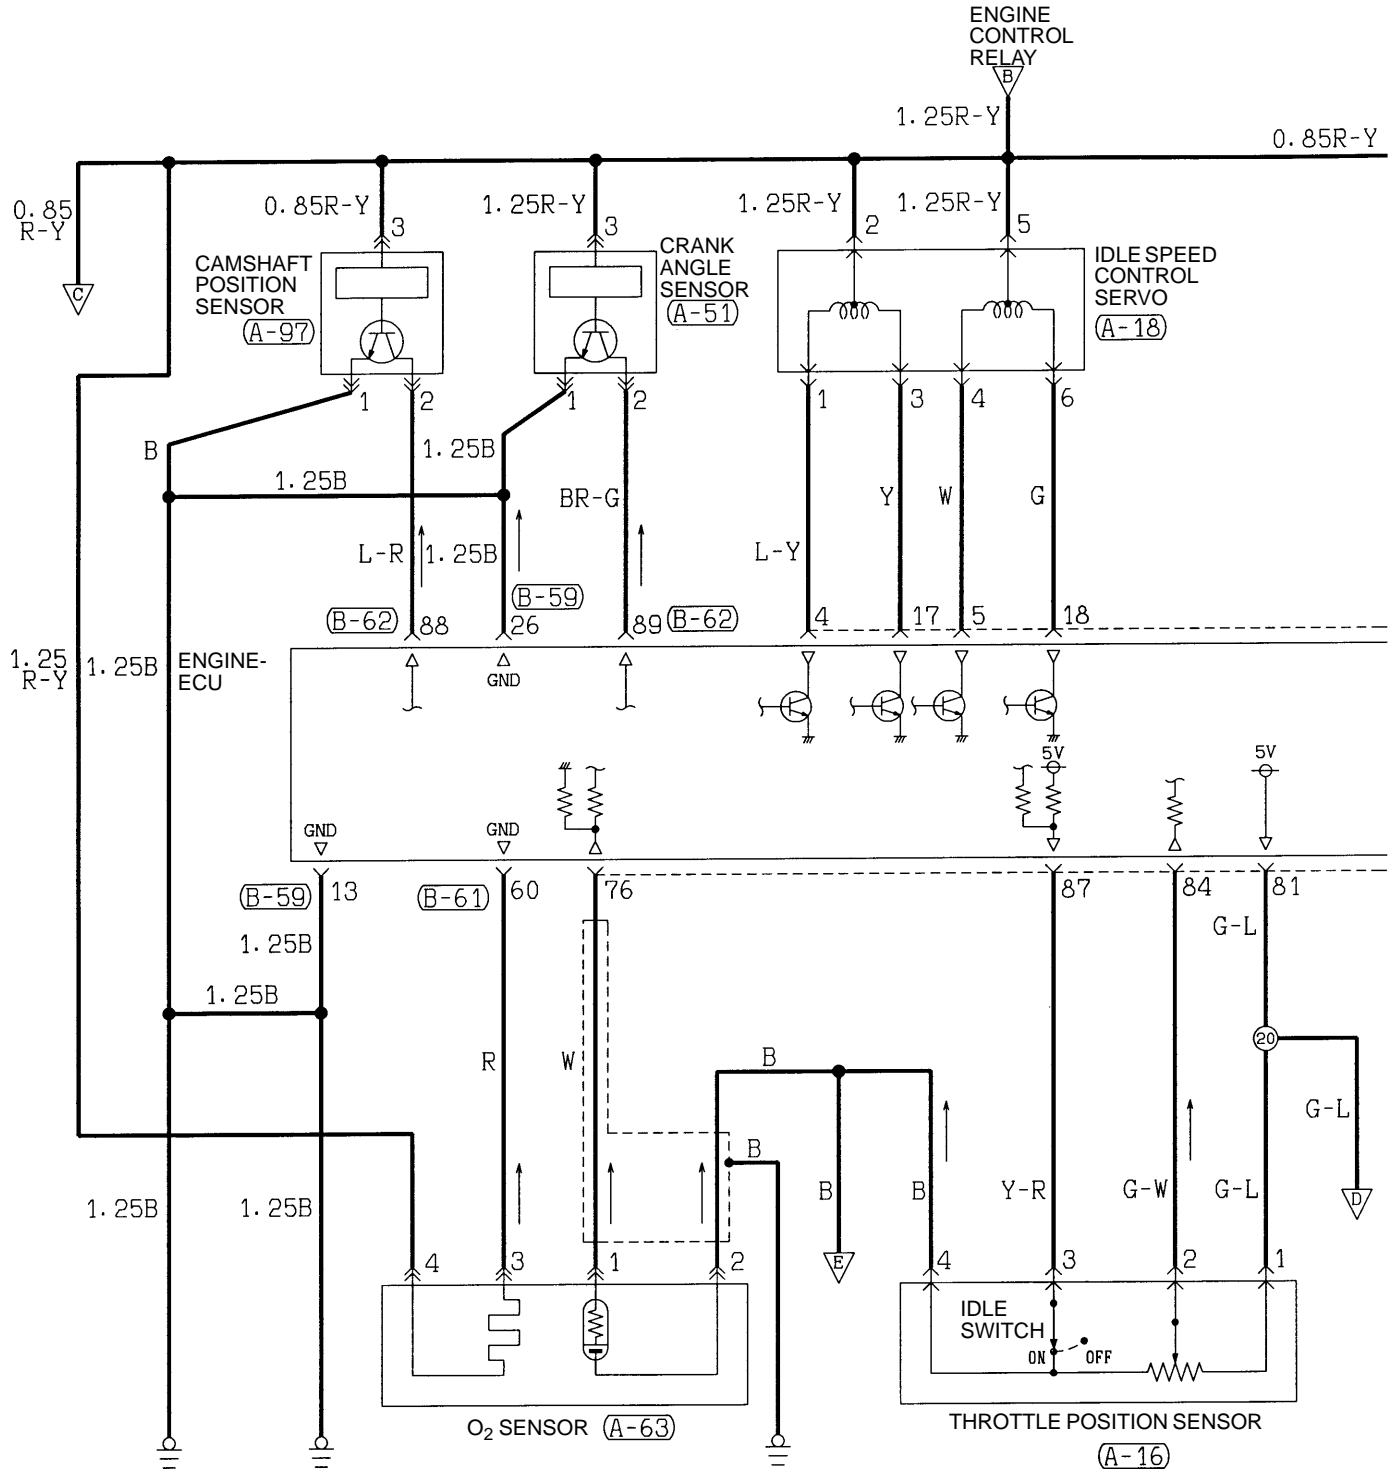 ENGINE
CONTROL
RELAY
B
1.25R-Y
0.85R-Y
0.85
R-Y
0.85R-Y
1.25R-Y
1.25R-Y
1.25R-Y
3
3
2
5
C
CAMSHAFT
POSITION
SENSOR
A-97
CRANK
ANGLE
SENSOR
A-51
IDLE SPEED
CONTROL
SERVO
A-18
1
2
1
2
1
3
4
6
B
1.25B
1.25B
BR-G
Y
W
G
L-R
1.25B
L-Y
B-59
B-62
88
26
89
B-62
4
17
5
18
1.25
R-Y
1.25B
ENGINE-
ECU
GND
5V
5V
GND
GND
B-59
13
B-61
60
76
87
84
81
G-L
1.25B
1.25B
20
R
W
B
G-L
B
1.25B
1.25B
B
B
Y-R
G-W
G-L
D
E
4
3
1
2
4
3
2
1
IDLE
SWITCH
ON
OFF
O2 SENSOR
A-63
THROTTLE POSITION SENSOR
A-16